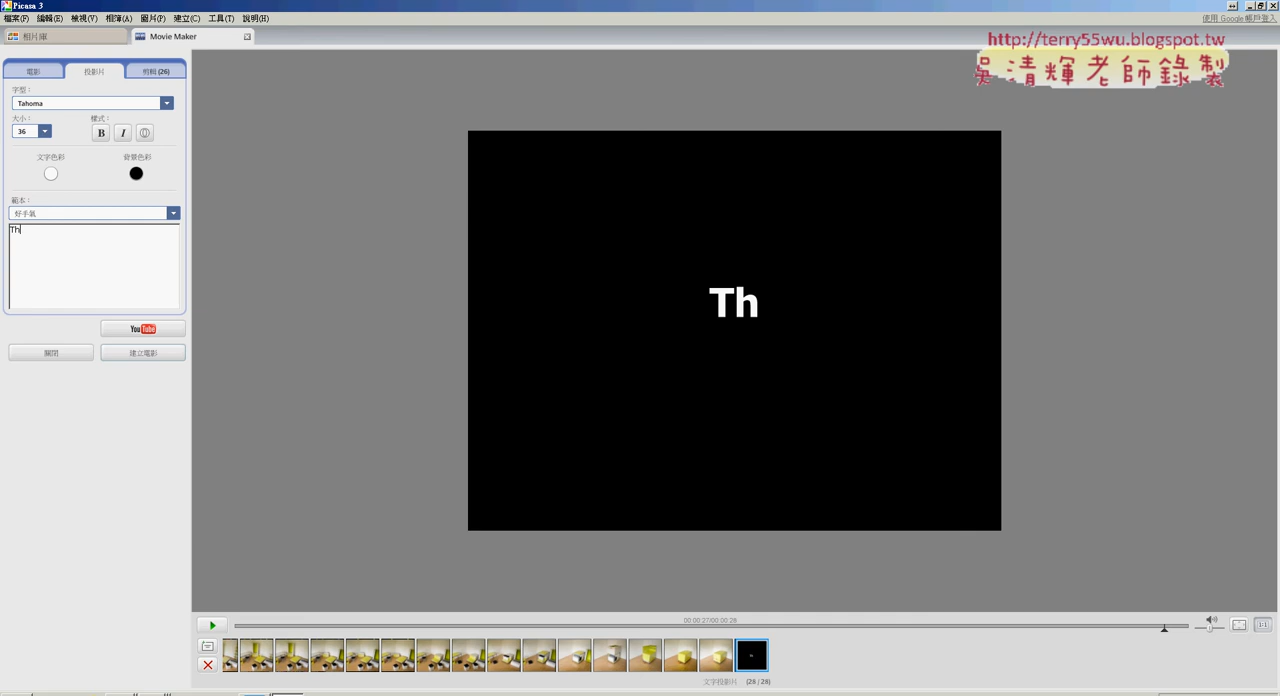 Picasa 3
檔案(F) 編輯(E) 檢視(V) 相簿(A) 圖片(P) 建立(C) 工具(T) 說明(H)
使用 Google 帳戶登入
相片庫
Movie Maker
http://terry55wu.blogspot.tw
吳清輝老師錄製
電影
投影片
剪輯 (26)
字型：
Tahoma
大小：
樣式：
36
B
I
文字色彩
背景色彩
範本：
好手氣
Th
Th
YouTube
關閉
建立電影
00:00:27/00:00:28
1:1
文字投影片 (28 / 28)